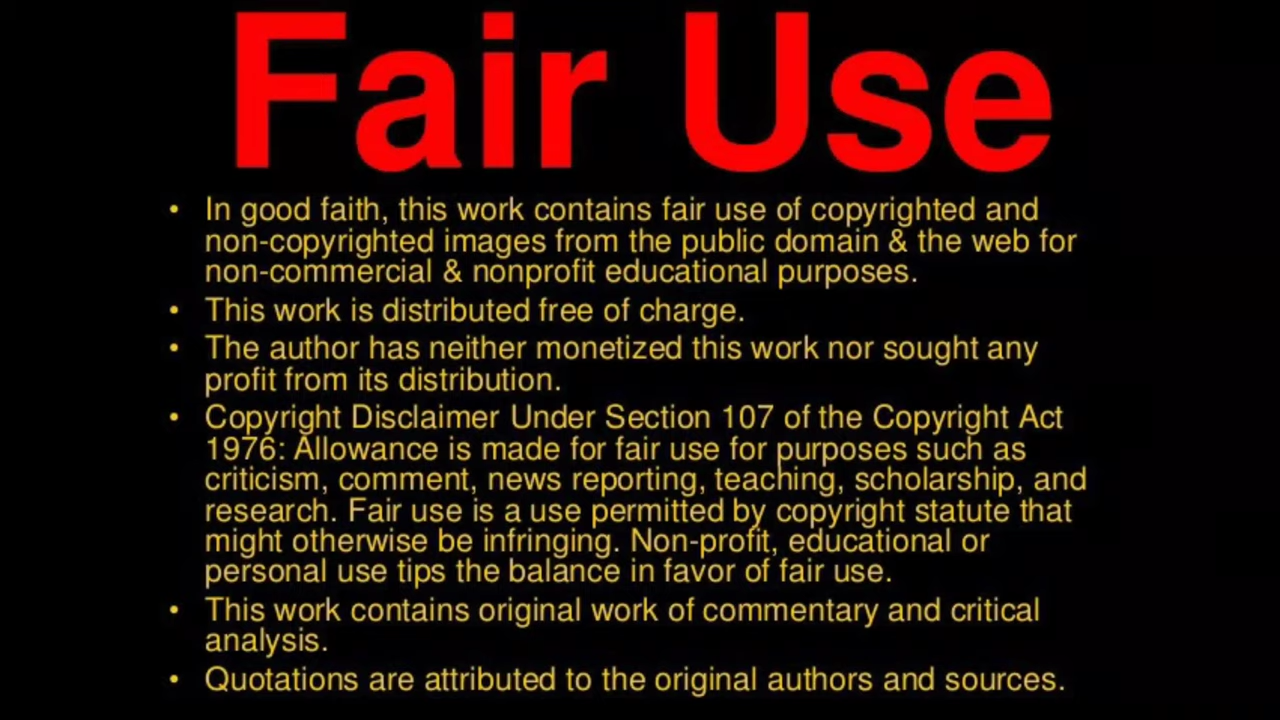 Fair Use
• In good faith, this work contains fair use of copyrighted and
non-copyrighted images from the public domain & the web for
non-commercial & nonprofit educational purposes.
• This work is distributed free of charge.
• The author has neither monetized this work nor sought any
profit from its distribution.
• Copyright Disclaimer Under Section 107 of the Copyright Act
1976: Allowance is made for fair use for purposes such as
criticism, comment, news reporting, teaching, scholarship, and
research. Fair use is a use permitted by copyright statute that
might otherwise be infringing. Non-profit, educational or
personal use tips the balance in favor of fair use.
• This work contains original work of commentary and critical
analysis.
• Quotations are attributed to the original authors and sources.